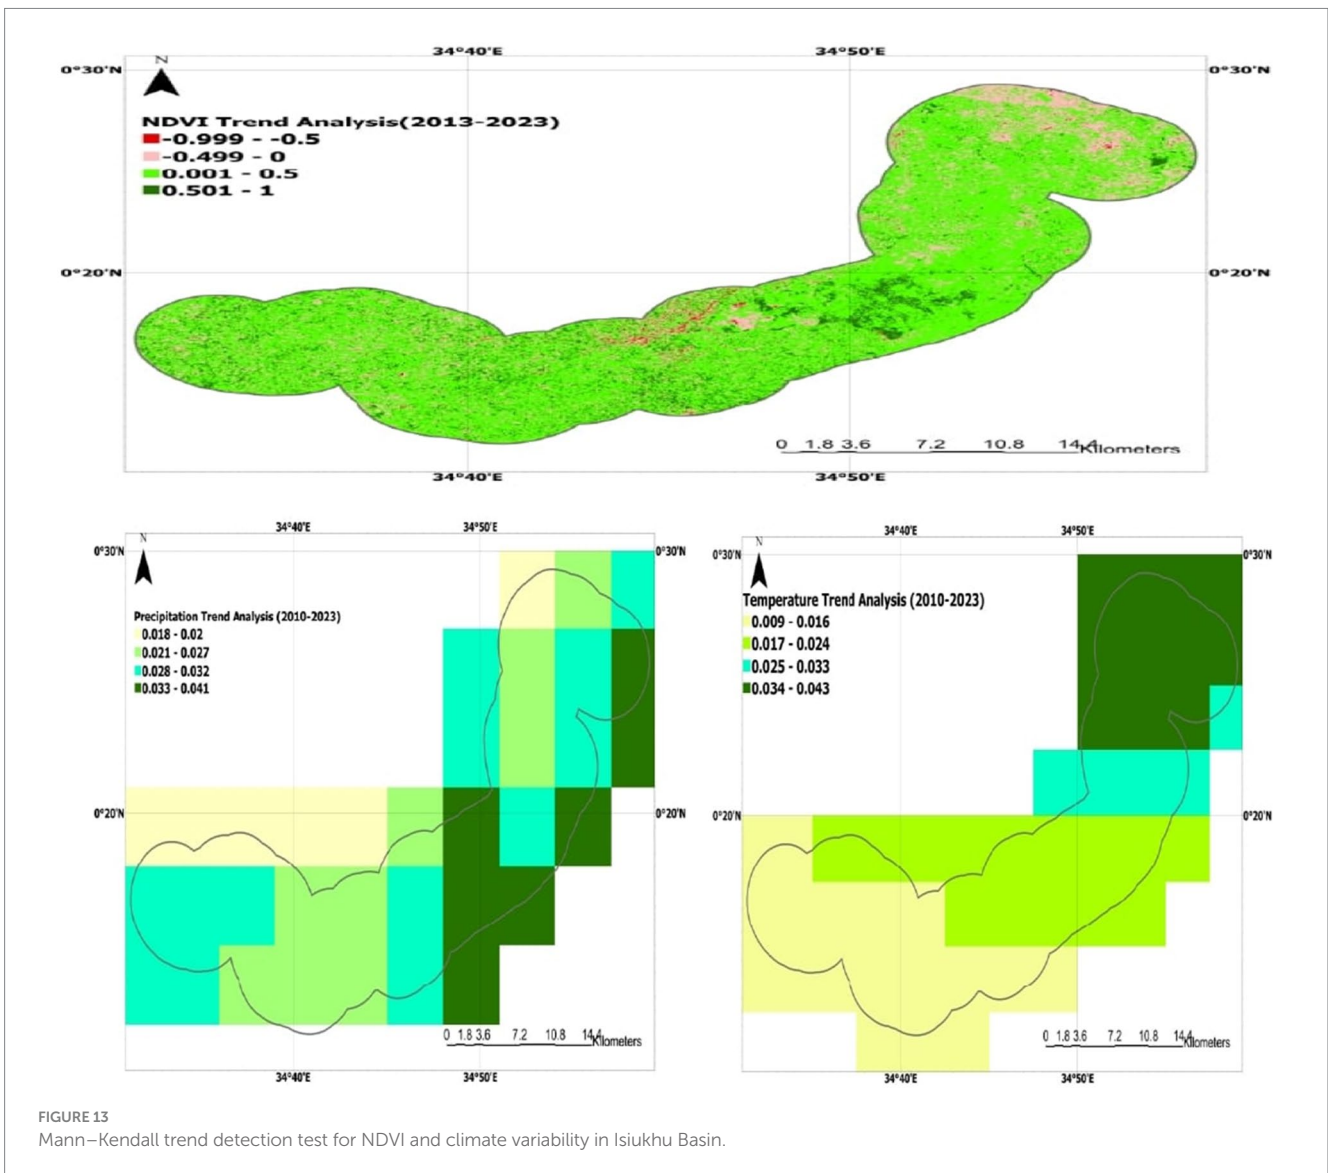 34°40'E 34°50'E
N
0°30'N 0°30'N
NDVI Trend Analysis(2013-2023)
-0.999 - -0.5
-0.499 - 0
0.001 - 0.5
0.501 - 1
0°20'N 0°20'N
0 1.8 3.6 7.2 10.8 14.4
Kilometers
34°40'E 34°50'E
34°40'E 34°50'E
N
0°30'N 0°30'N
Precipitation Trend Analysis (2010-2023)
0.018 - 0.02
0.021 - 0.027
0.028 - 0.032
0.033 - 0.041
0°20'N 0°20'N
0 1.8 3.6 7.2 10.8 14.4
Kilometers
34°40'E 34°50'E
34°40'E 34°50'E
N
0°30'N 0°30'N
Temperature Trend Analysis (2010-2023)
0.009 - 0.016
0.017 - 0.024
0.025 - 0.033
0.034 - 0.043
0°20'N 0°20'N
0 1.8 3.6 7.2 10.8 14.4
Kilometers
34°40'E 34°50'E
FIGURE 13
Mann–Kendall trend detection test for NDVI and climate variability in Isiukhu Basin.